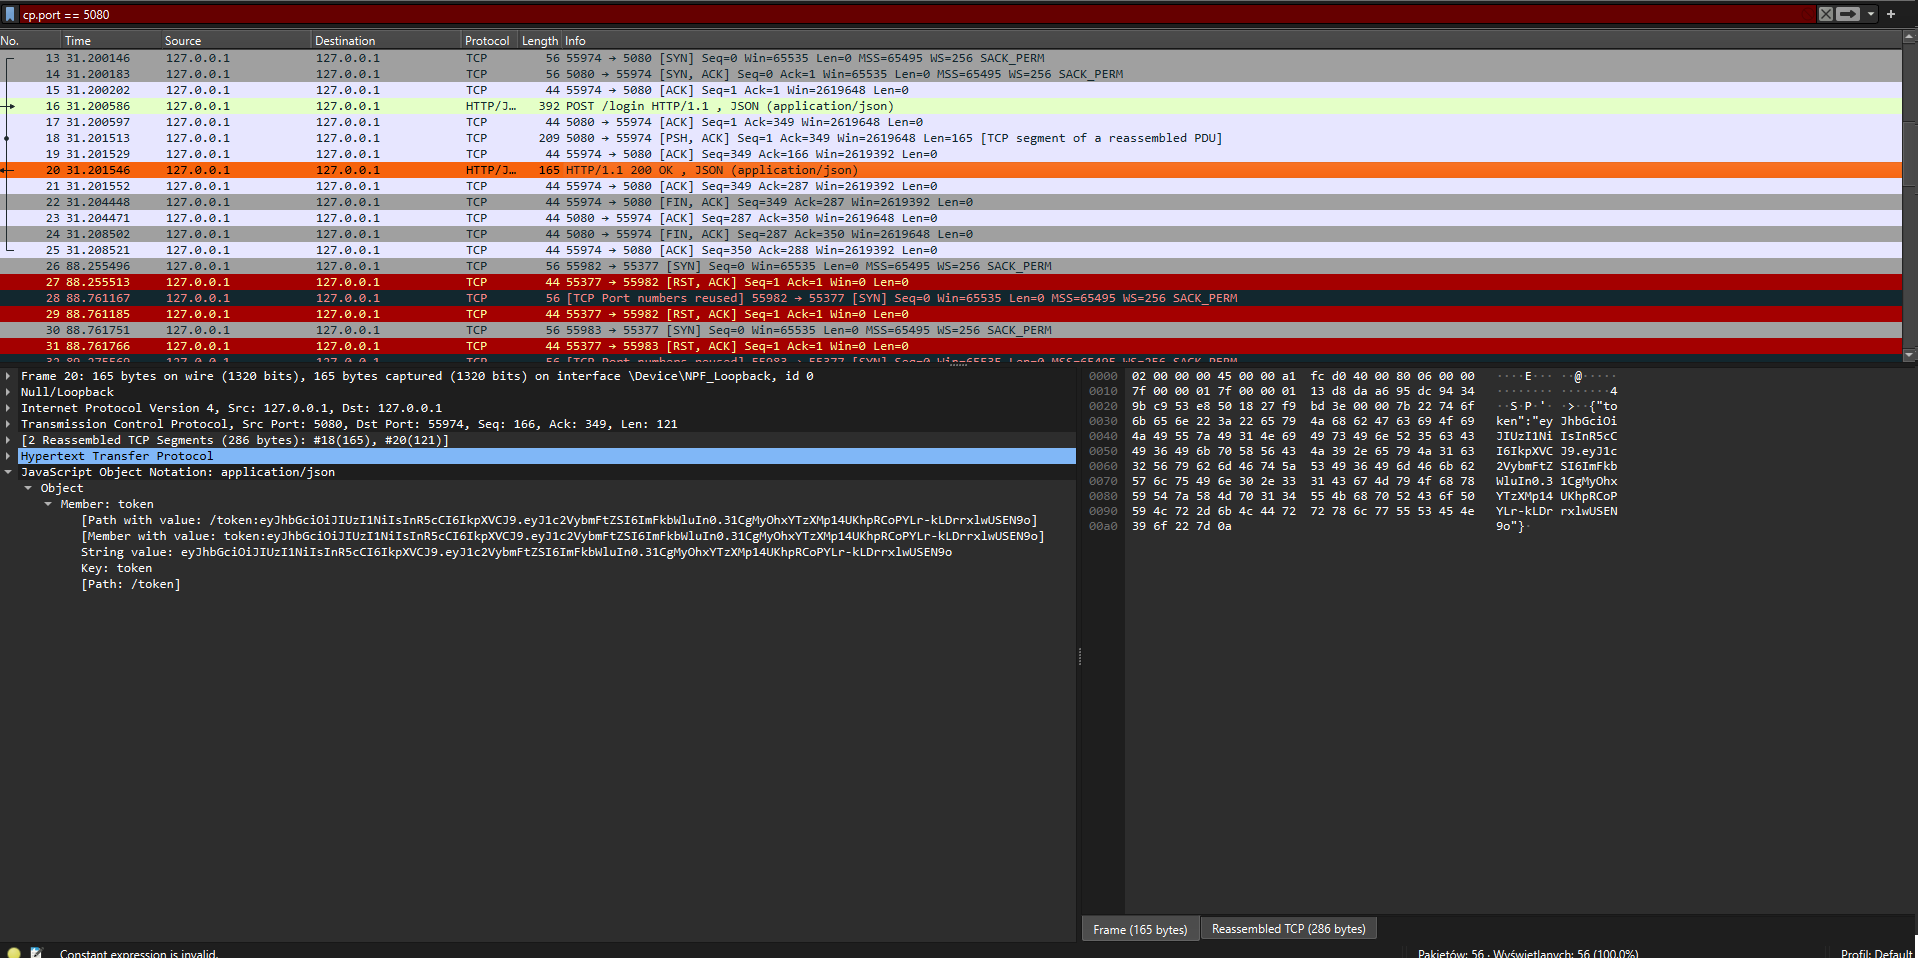 cp.port == 5080
No. Time Source Destination Protocol Length Info
13 31.200146 127.0.0.1 127.0.0.1 TCP 56 55974 → 5080 [SYN] Seq=0 Win=65535 Len=0 MSS=65495 WS=256 SACK_PERM
14 31.200183 127.0.0.1 127.0.0.1 TCP 56 5080 → 55974 [SYN, ACK] Seq=0 Ack=1 Win=65535 Len=0 MSS=65495 WS=256 SACK_PERM
15 31.200202 127.0.0.1 127.0.0.1 TCP 44 55974 → 5080 [ACK] Seq=1 Ack=1 Win=2619648 Len=0
16 31.200586 127.0.0.1 127.0.0.1 HTTP/J… 392 POST /login HTTP/1.1 , JSON (application/json)
17 31.200597 127.0.0.1 127.0.0.1 TCP 44 5080 → 55974 [ACK] Seq=1 Ack=349 Win=2619648 Len=0
18 31.201513 127.0.0.1 127.0.0.1 TCP 209 5080 → 55974 [PSH, ACK] Seq=1 Ack=349 Win=2619648 Len=165 [TCP segment of a reassembled PDU]
19 31.201529 127.0.0.1 127.0.0.1 TCP 44 55974 → 5080 [ACK] Seq=349 Ack=166 Win=2619392 Len=0
20 31.201546 127.0.0.1 127.0.0.1 HTTP/J… 165 HTTP/1.1 200 OK , JSON (application/json)
21 31.201552 127.0.0.1 127.0.0.1 TCP 44 55974 → 5080 [ACK] Seq=349 Ack=287 Win=2619392 Len=0
22 31.204448 127.0.0.1 127.0.0.1 TCP 44 55974 → 5080 [FIN, ACK] Seq=349 Ack=287 Win=2619392 Len=0
23 31.204471 127.0.0.1 127.0.0.1 TCP 44 5080 → 55974 [ACK] Seq=287 Ack=350 Win=2619648 Len=0
24 31.208502 127.0.0.1 127.0.0.1 TCP 44 5080 → 55974 [FIN, ACK] Seq=287 Ack=350 Win=2619648 Len=0
25 31.208521 127.0.0.1 127.0.0.1 TCP 44 55974 → 5080 [ACK] Seq=350 Ack=288 Win=2619392 Len=0
26 88.255496 127.0.0.1 127.0.0.1 TCP 56 55982 → 55377 [SYN] Seq=0 Win=65535 Len=0 MSS=65495 WS=256 SACK_PERM
27 88.255513 127.0.0.1 127.0.0.1 TCP 44 55377 → 55982 [RST, ACK] Seq=1 Ack=1 Win=0 Len=0
28 88.761167 127.0.0.1 127.0.0.1 TCP 56 [TCP Port numbers reused] 55982 → 55377 [SYN] Seq=0 Win=65535 Len=0 MSS=65495 WS=256 SACK_PERM
29 88.761185 127.0.0.1 127.0.0.1 TCP 44 55377 → 55982 [RST, ACK] Seq=1 Ack=1 Win=0 Len=0
30 88.761751 127.0.0.1 127.0.0.1 TCP 56 55983 → 55377 [SYN] Seq=0 Win=65535 Len=0 MSS=65495 WS=256 SACK_PERM
31 88.761766 127.0.0.1 127.0.0.1 TCP 44 55377 → 55983 [RST, ACK] Seq=1 Ack=1 Win=0 Len=0
32 89.275569 127.0.0.1 127.0.0.1 TCP 56 [TCP Port numbers reused] 55983 → 55377 [SYN] Seq=0 Win=65535 Len=0 MSS=65495 WS=256 SACK_PERM
Frame 20: 165 bytes on wire (1320 bits), 165 bytes captured (1320 bits) on interface \Device\NPF_Loopback, id 0
Null/Loopback
Internet Protocol Version 4, Src: 127.0.0.1, Dst: 127.0.0.1
Transmission Control Protocol, Src Port: 5080, Dst Port: 55974, Seq: 166, Ack: 349, Len: 121
[2 Reassembled TCP Segments (286 bytes): #18(165), #20(121)]
Hypertext Transfer Protocol
JavaScript Object Notation: application/json
Object
Member: token
[Path with value: /token:eyJhbGciOiJIUzI1NiIsInR5cCI6IkpXVCJ9.eyJ1c2VybmFtZSI6ImFkbWluIn0.31CgMyOhxYTzXMp14UKhpRCoPYLr-kLDrrxlwUSEN9o]
[Member with value: token:eyJhbGciOiJIUzI1NiIsInR5cCI6IkpXVCJ9.eyJ1c2VybmFtZSI6ImFkbWluIn0.31CgMyOhxYTzXMp14UKhpRCoPYLr-kLDrrxlwUSEN9o]
String value: eyJhbGciOiJIUzI1NiIsInR5cCI6IkpXVCJ9.eyJ1c2VybmFtZSI6ImFkbWluIn0.31CgMyOhxYTzXMp14UKhpRCoPYLr-kLDrrxlwUSEN9o
Key: token
[Path: /token]
0000 02 00 00 00 45 00 00 a1 fc d0 40 00 80 06 00 00 ····E··· ··@·····
0010 7f 00 00 01 7f 00 00 01 13 d8 da a6 95 dc 94 34 ········ ·······4
0020 9b c9 53 e8 50 18 27 f9 bd 3e 00 00 7b 22 74 6f ··S·P·'· ·>··{"to
0030 6b 65 6e 22 3a 22 65 79 4a 68 62 47 63 69 4f 69 ken":"ey JhbGciOi
0040 4a 49 55 7a 49 31 4e 69 49 73 49 6e 52 35 63 43 JIUzI1Ni IsInR5cC
0050 49 36 49 6b 70 58 56 43 4a 39 2e 65 79 4a 31 63 I6IkpXVC J9.eyJ1c
0060 32 56 79 62 6d 46 74 5a 53 49 36 49 6d 46 6b 62 2VybmFtZ SI6ImFkb
0070 57 6c 75 49 6e 30 2e 33 31 43 67 4d 79 4f 68 78 WluIn0.3 1CgMyOhx
0080 59 54 7a 58 4d 70 31 34 55 4b 68 70 52 43 6f 50 YTzXMp14 UKhpRCoP
0090 59 4c 72 2d 6b 4c 44 72 72 78 6c 77 55 53 45 4e YLr-kLDr rxlwUSEN
00a0 39 6f 22 7d 0a 9o"}·
Frame (165 bytes) Reassembled TCP (286 bytes)
Constant expression is invalid. Pakietów: 56 · Wyświetlanych: 56 (100.0%) Profil: Default